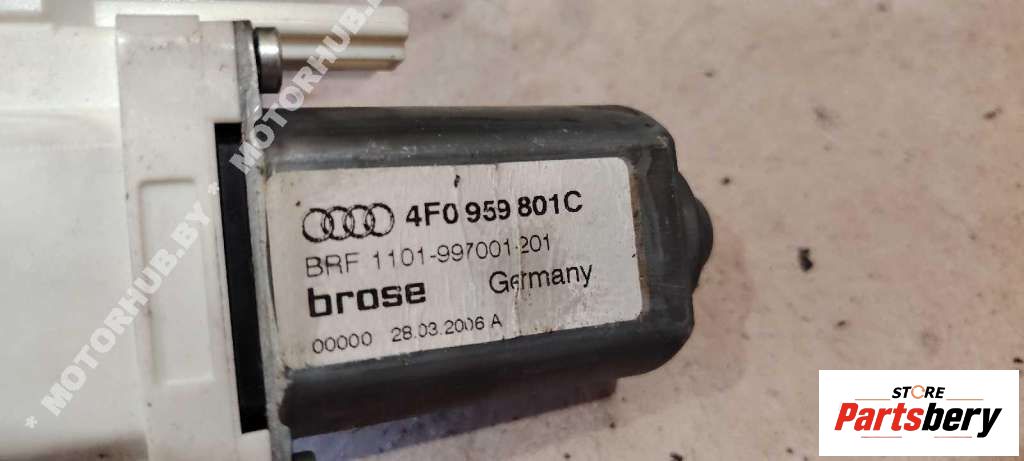 * MOTORHUB.BY * MOTORHUB.BY
4F0 959 801C
BRF 1101-997001-201
brose Germany
00000 28.03.2006 A
STORE
Partsbery